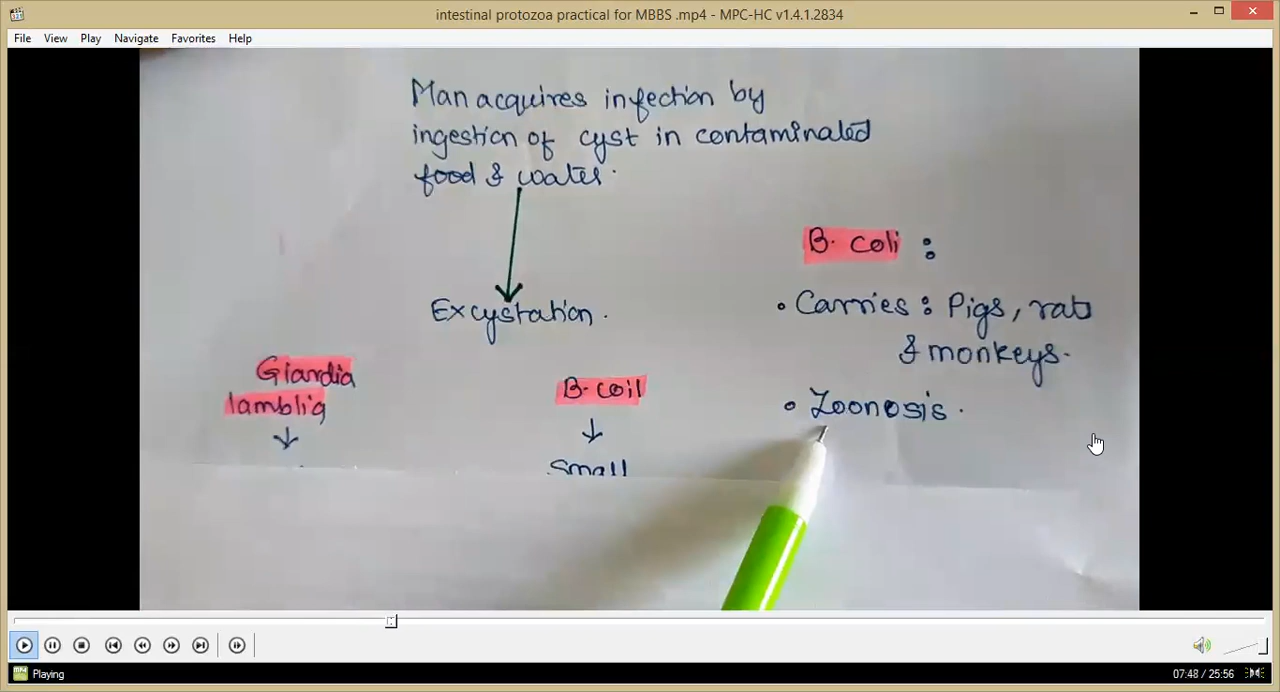 intestinal protozoa practical for MBBS .mp4 - MPC-HC v1.4.1.2834
File View Play Navigate Favorites Help
Man acquires infection by
ingestion of cyst in contaminated
food & water.
Excystation.
B. coli :
• Carries : Pigs, rats
& monkeys.
• Zoonosis.
Giardia
lamblia
B. coil
Small
Playing
07:48 / 25:56